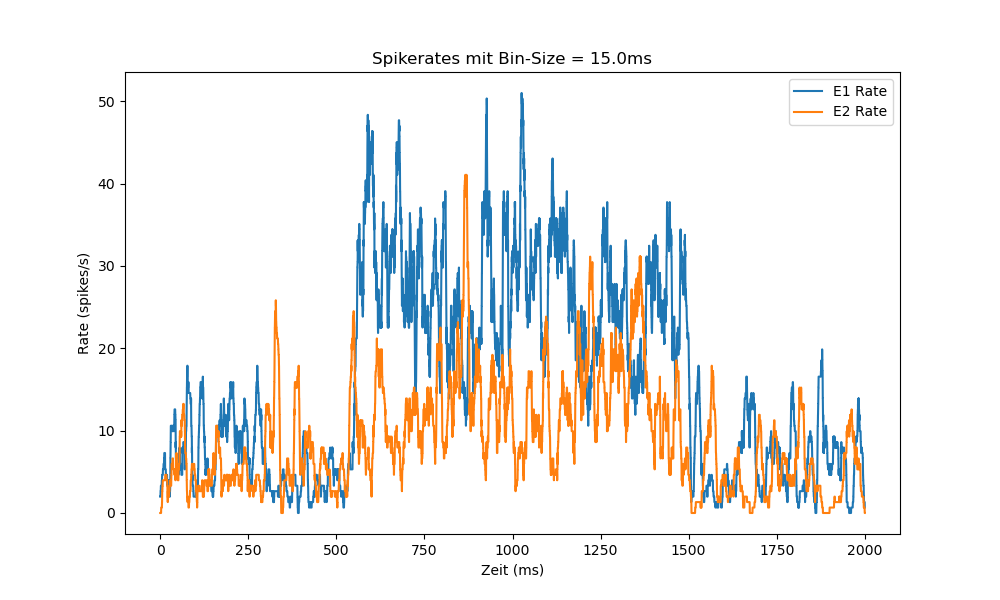 Spikerates mit Bin-Size = 15.0ms
E1 Rate
E2 Rate
50
40
30
20
10
0
Rate (spikes/s)
0 250 500 750 1000 1250 1500 1750 2000
Zeit (ms)